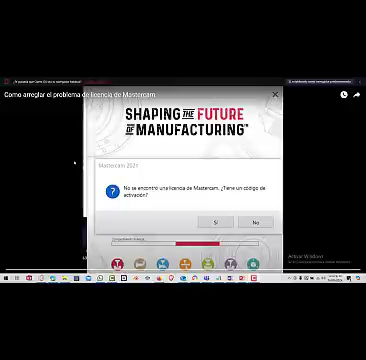 Como arreglar el problema de licencia de Mastercam.
SHAPING THE FUTURE
OF MANUFACTURING
Mastercam
No se encontró una licencia de Mastercam. ¿Tiene un código de
activación?
Sí
No
Activar Windows